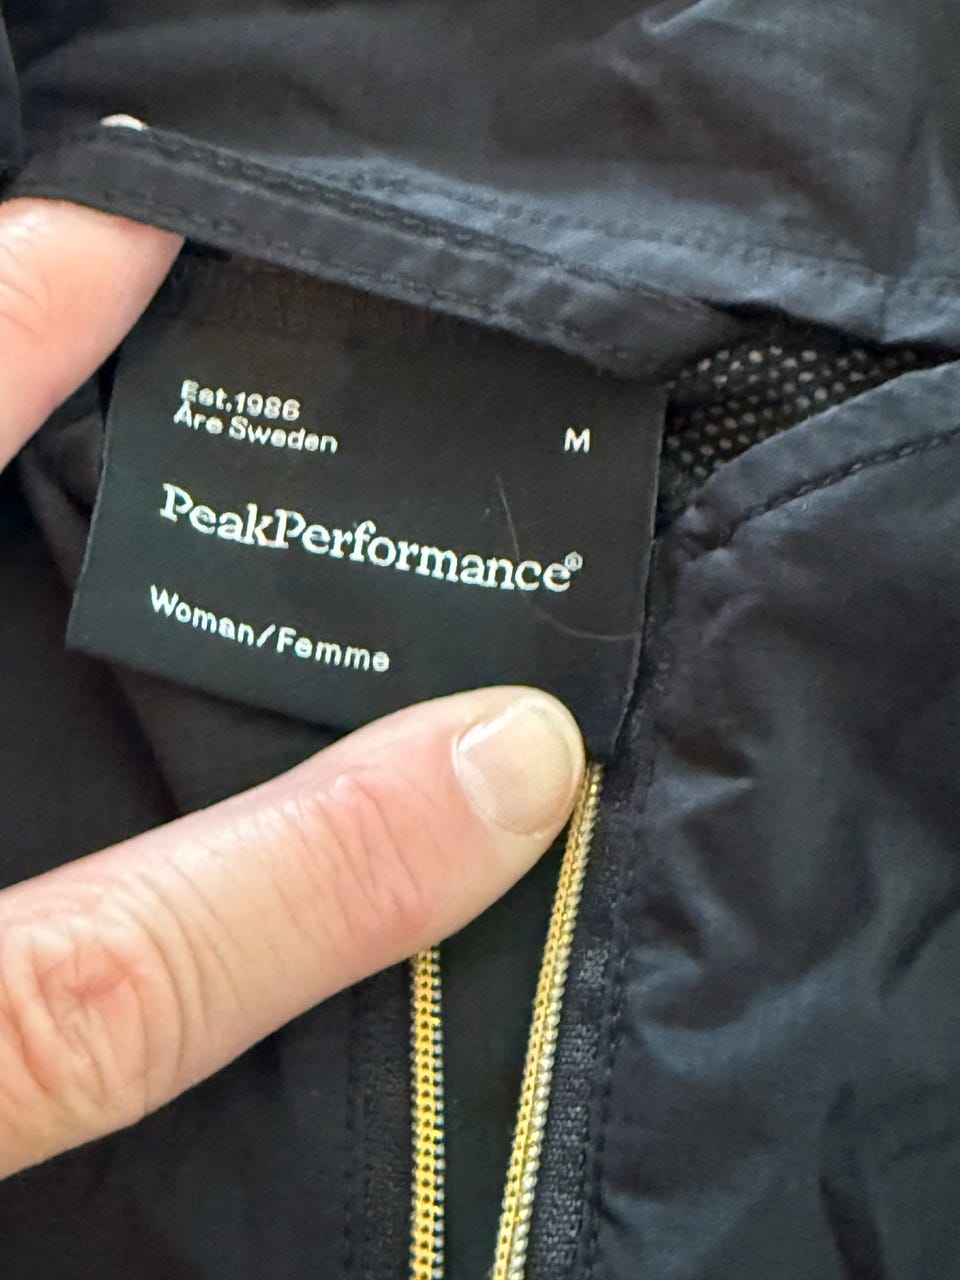 Est.1986
Åre Sweden
M
PeakPerformance®
Woman/Femme